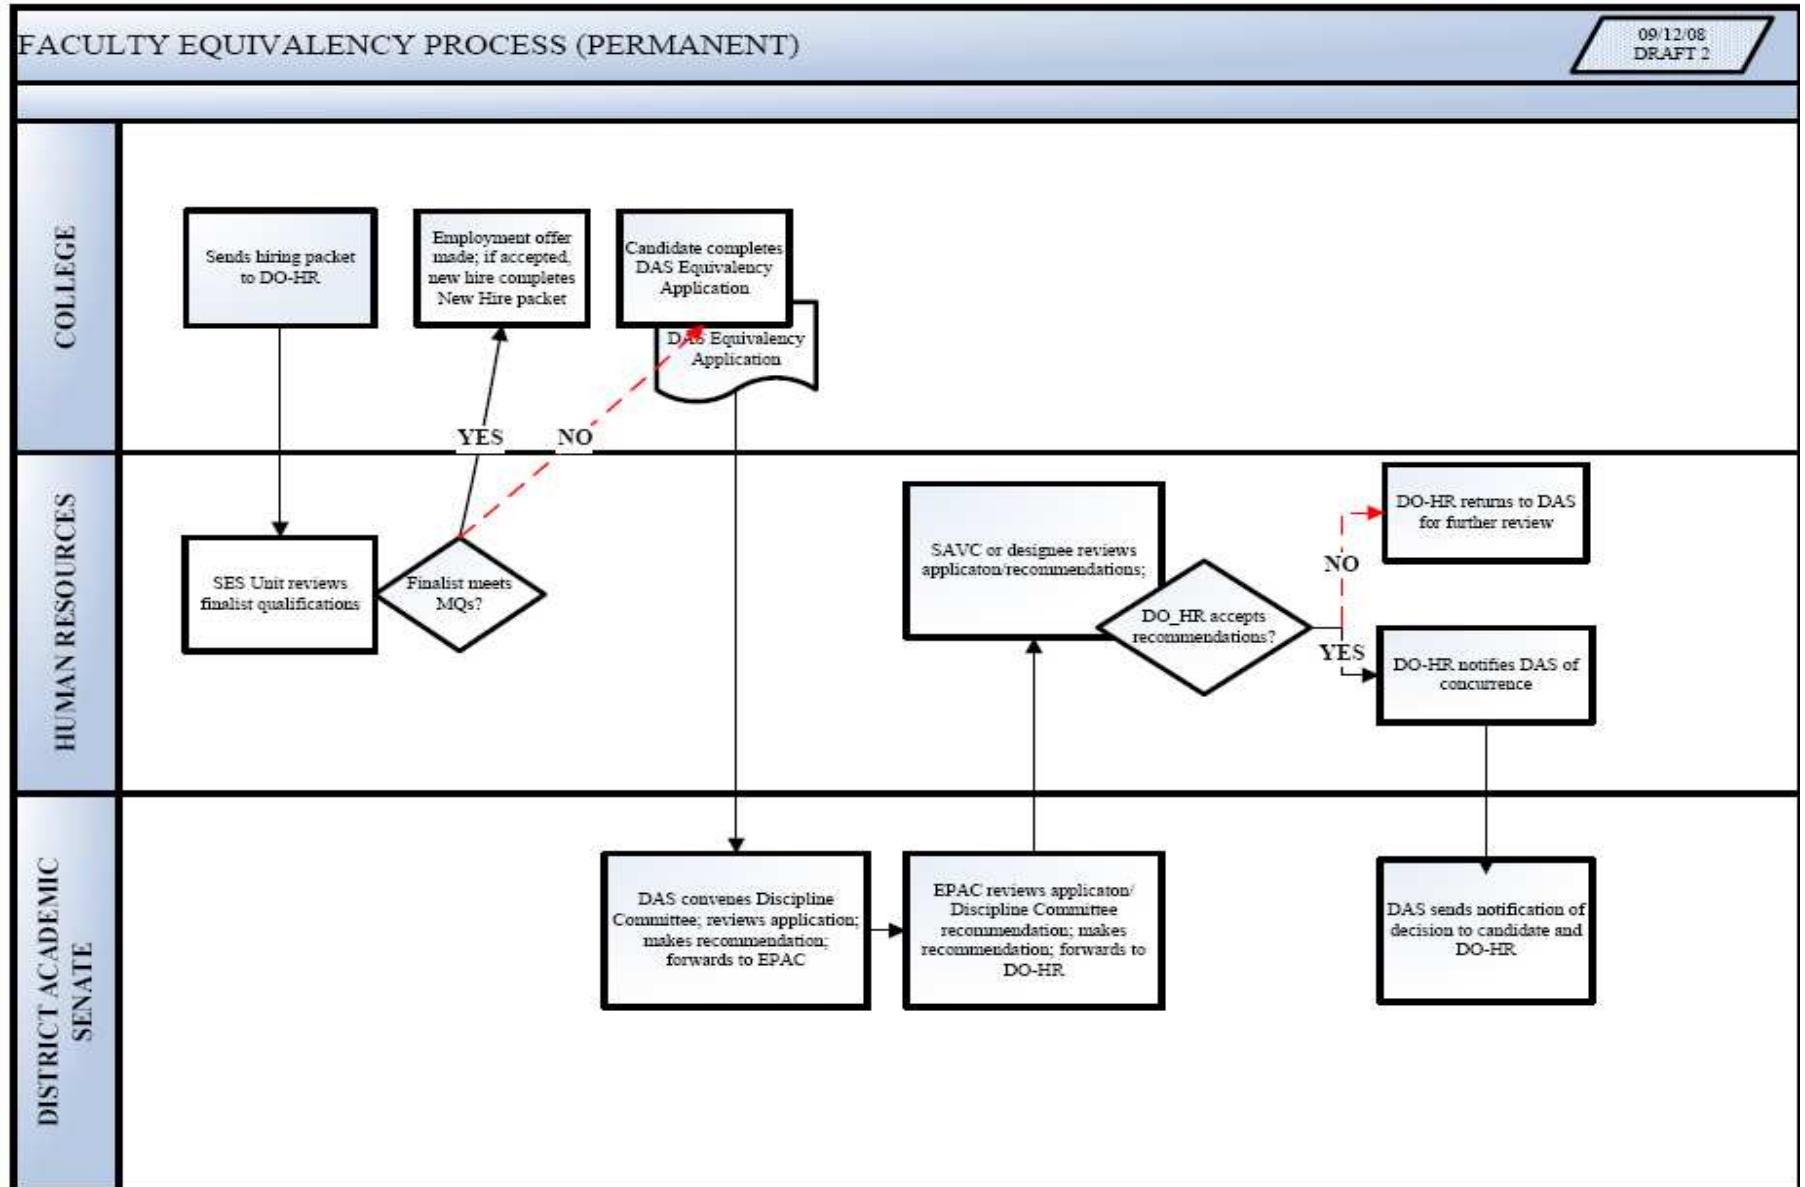 FACULTY EQUIVALENCY PROCESS (PERMANENT)
09/12/08
DRAFT 2
COLLEGE
Sends hiring packet
to DO-HR
Employment offer
made; if accepted,
new hire completes
New Hire packet
Candidate completes
DAS Equivalency
Application
DAS Equivalency
Application
YES
NO
HUMAN RESOURCES
SES Unit reviews
finalist qualifications
Finalist meets
MQs?
SAVC or designee reviews
applicaton/recommendations;
DO_HR accepts
recommendations?
NO
YES
DO-HR returns to DAS
for further review
DO-HR notifies DAS of
concurrence
DISTRICT ACADEMIC
SENATE
DAS convenes Discipline
Committee; reviews application;
makes recommendation;
forwards to EPAC
EPAC reviews applicaton/
Discipline Committee
recommendation; makes
recommendation; forwards to
DO-HR
DAS sends notification of
decision to candidate and
DO-HR